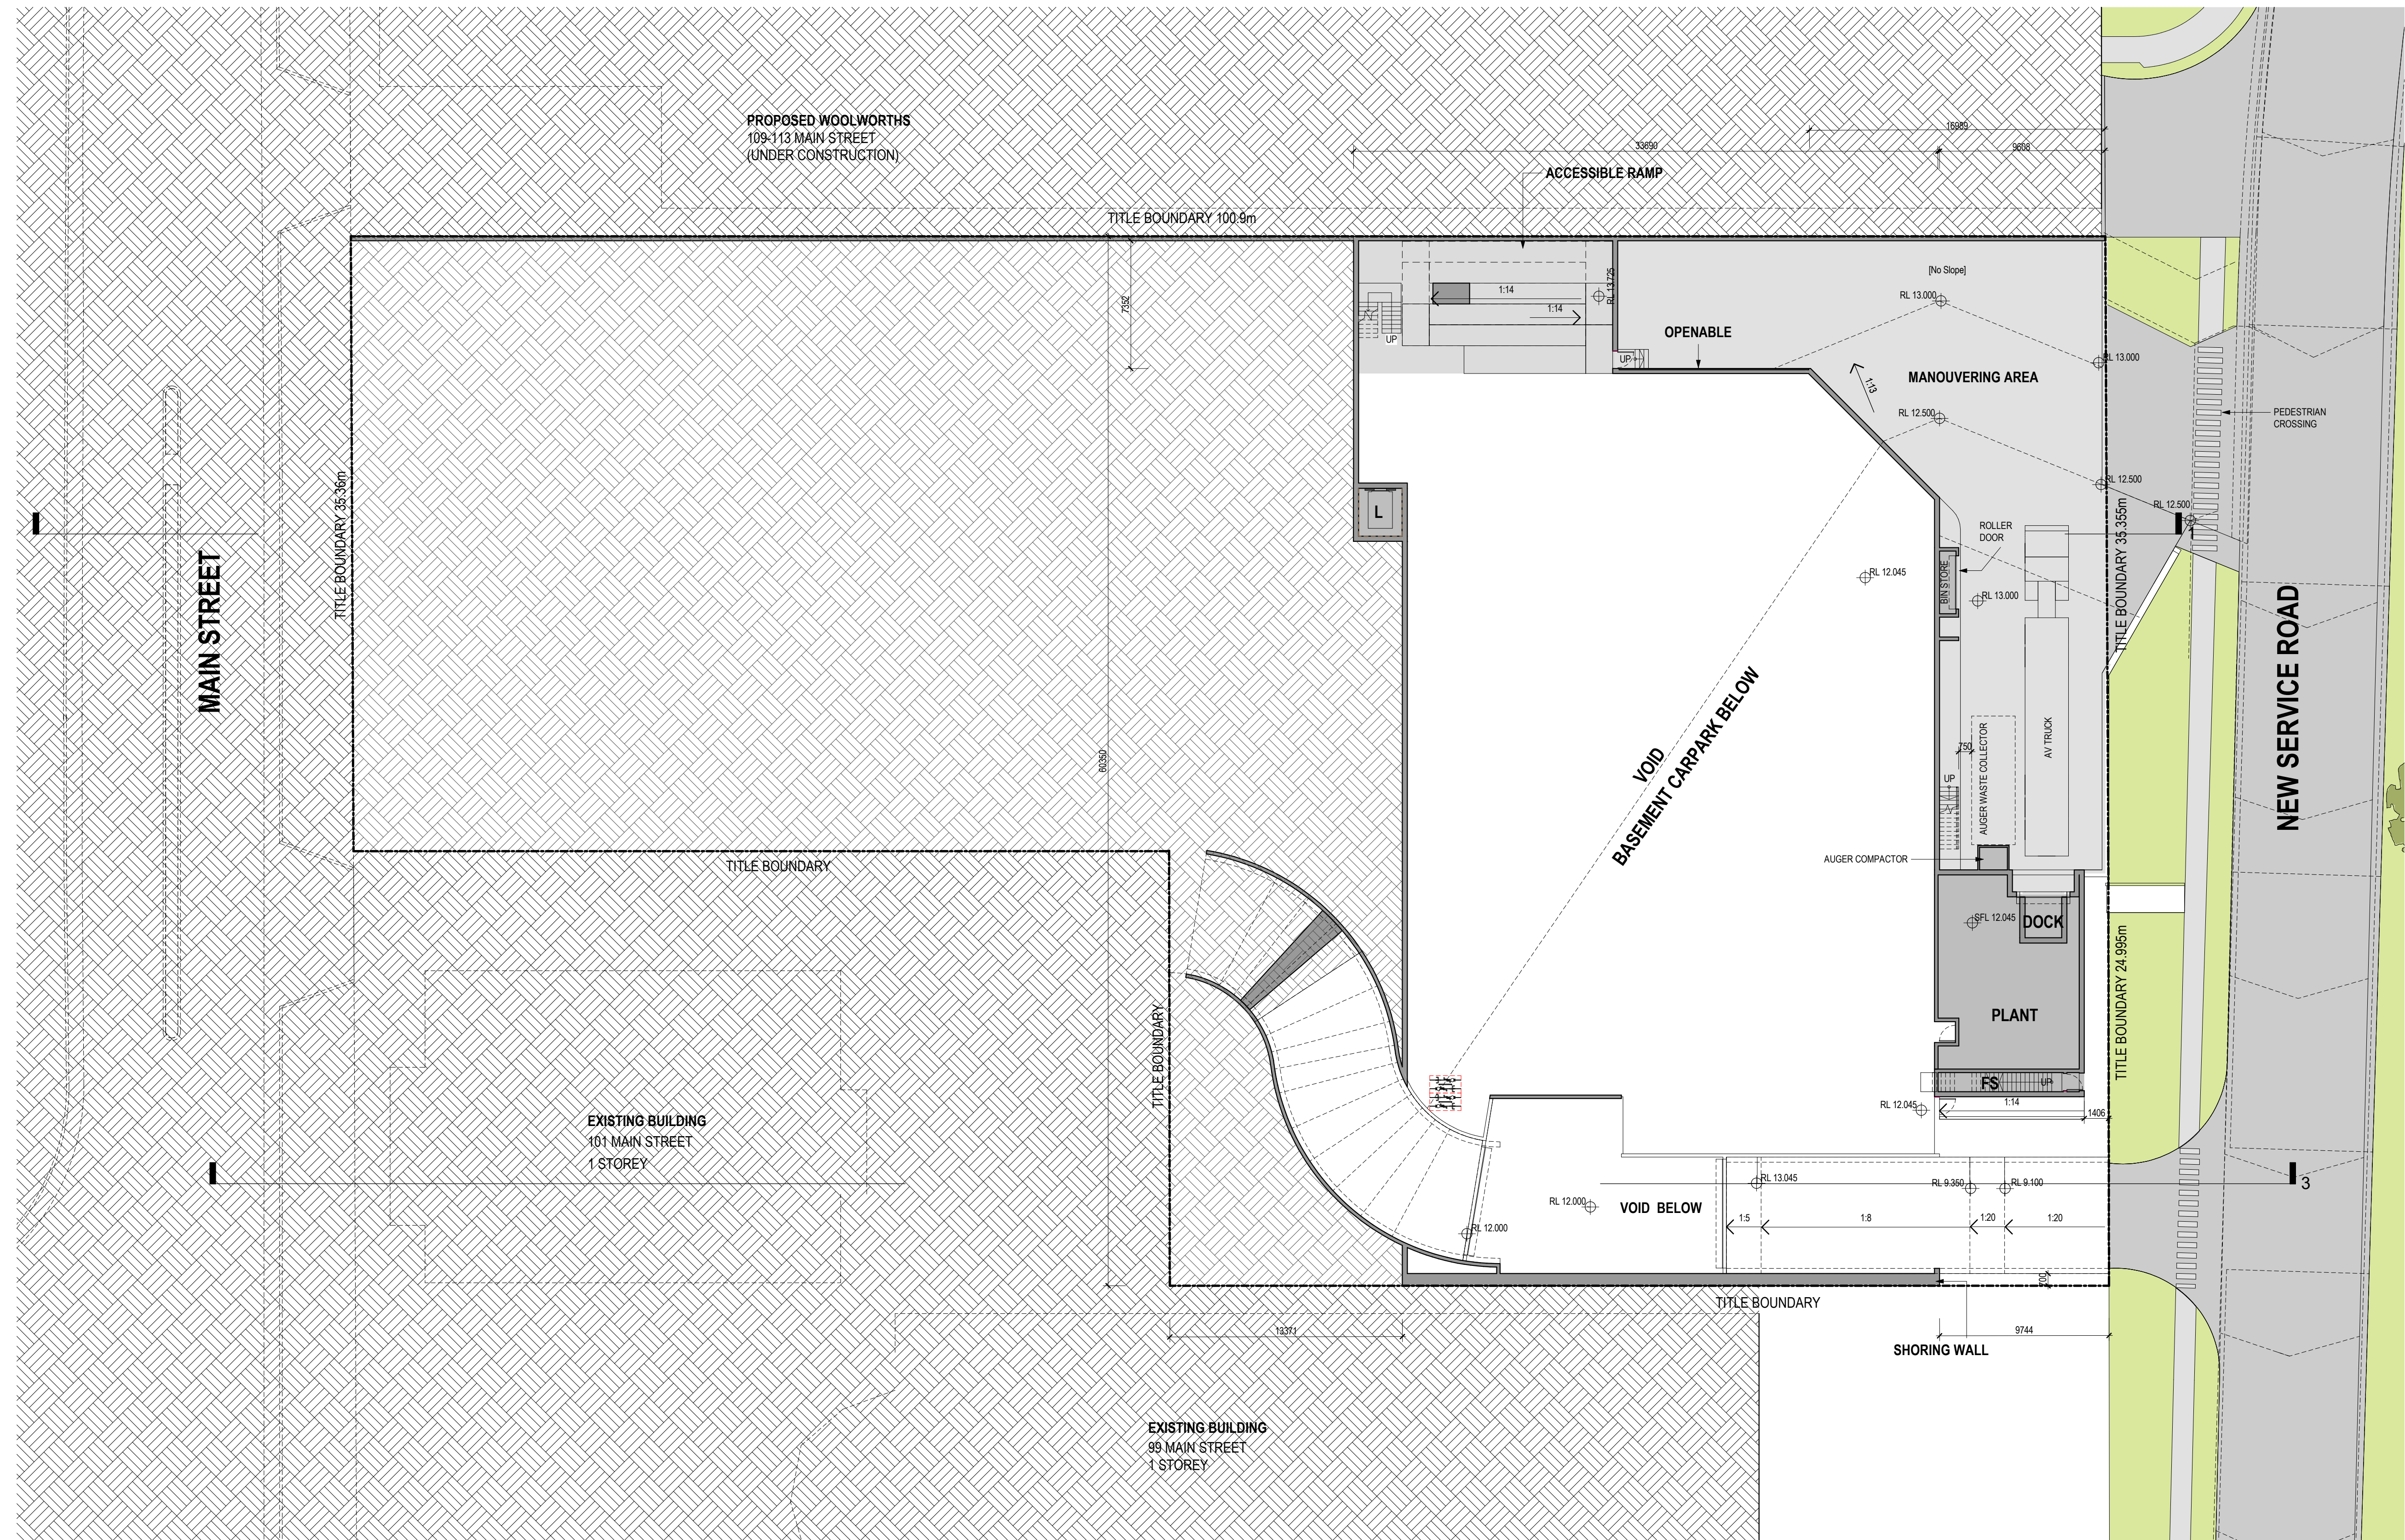 PROPOSED WOOLWORTHS
109-113 MAIN STREET
(UNDER CONSTRUCTION)
16989
33690
9608
ACCESSIBLE RAMP
TITLE BOUNDARY 100.9m
7352
1:14
1:14
RL 13.725
UP
UP
OPENABLE
[No Slope]
RL 13.000
RL 13.000
MANOUVERING AREA
1:13
RL 12.500
RL 12.500
RL 12.500
PEDESTRIAN
CROSSING
1
TITLE BOUNDARY 35.36m
MAIN STREET
L
ROLLER
DOOR
BIN STORE
RL 12.045
RL 13.000
TITLE BOUNDARY 35.355m
NEW SERVICE ROAD
VOID
BASEMENT CARPARK BELOW
60350
750
UP
AUGER WASTE COLLECTOR
AV TRUCK
AUGER COMPACTOR
TITLE BOUNDARY
SFL 12.045
DOCK
PLANT
TITLE BOUNDARY 24.995m
TITLE BOUNDARY
FS
UP
RL 12.045
1:14
1406
EXISTING BUILDING
101 MAIN STREET
1 STOREY
RL 13.045
RL 9.350
RL 9.100
3
RL 12.000
VOID BELOW
RL 12.000
1:5
1:8
1:20
1:20
700
TITLE BOUNDARY
13371
9744
SHORING WALL
EXISTING BUILDING
99 MAIN STREET
1 STOREY